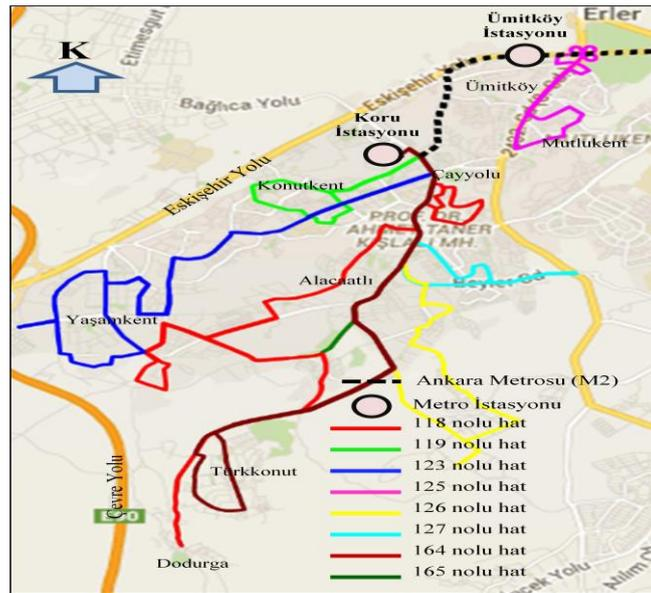 Ümitköy
İstasyonu
Erler
K
Etimesgut
Bağlıca Yolu
Eskişehir Yolu
Ümitköy
Koru
İstasyonu
Mutlukent
Eskişehir Yolu
Konutkent
Çayyolu
PROF. DR.
AHMET TANER
KIŞLALI MH.
Alacaatlı
Beyler Cd
Yaşamkent
Ankara Metrosu (M2)
Metro İstasyonu
118 nolu hat
119 nolu hat
123 nolu hat
125 nolu hat
126 nolu hat
127 nolu hat
164 nolu hat
165 nolu hat
Türkkonut
Çevre Yolu
E90
Dodurga